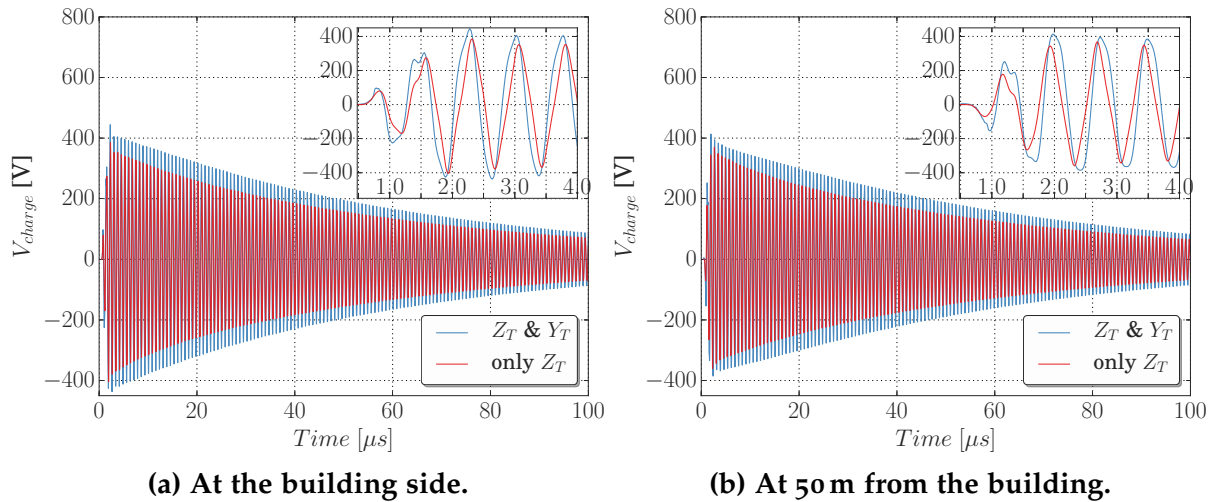 800
600
400
200
0
−200
−400
V_charge [V]
0 20 40 60 80 100
Time [μs]
400
200
0
−200
−400
1.0 2.0 3.0 4.0
Z_T & Y_T
only Z_T
(a) At the building side.
800
600
400
200
0
−200
−400
V_charge [V]
0 20 40 60 80 100
Time [μs]
400
200
0
−200
−400
1.0 2.0 3.0 4.0
Z_T & Y_T
only Z_T
(b) At 50 m from the building.